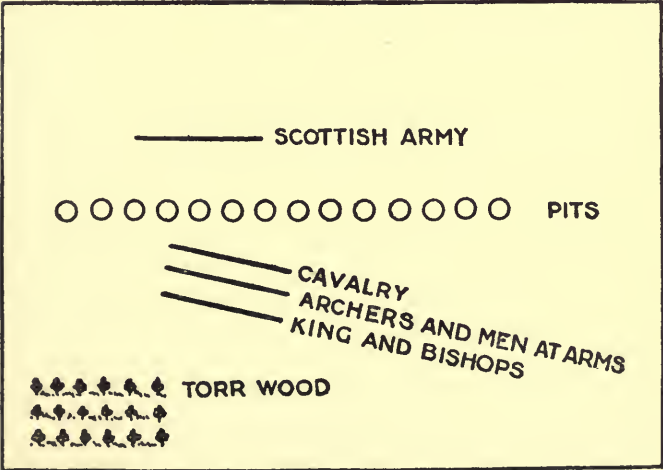 SCOTTISH ARMY
PITS
CAVALRY
ARCHERS AND MEN AT ARMS
KING AND BISHOPS
TORR WOOD